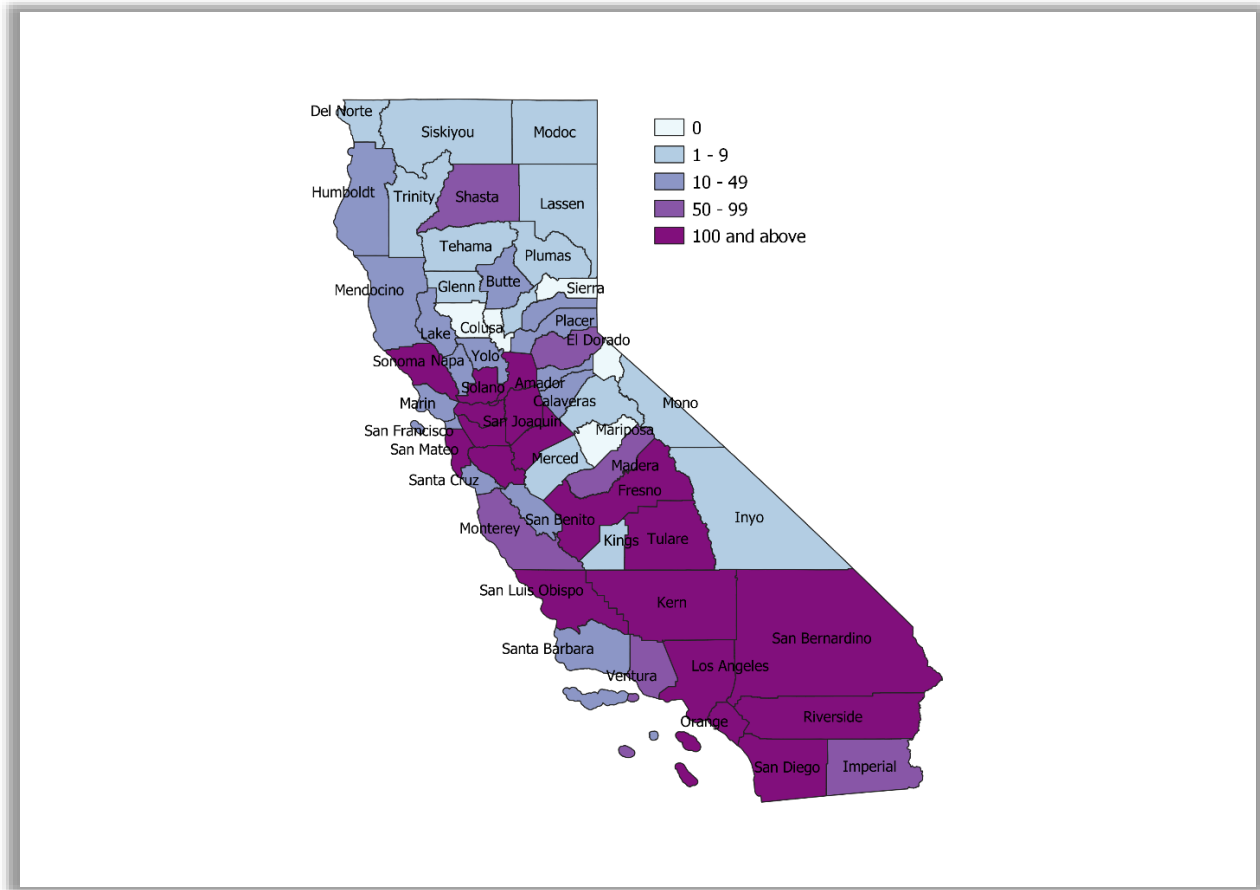 Del Norte
Siskiyou
Modoc
0
1 - 9
10 - 49
50 - 99
100 and above
Humboldt
Trinity
Shasta
Lassen
Tehama
Plumas
Glenn
Butte
Sierra
Mendocino
Colusa
Placer
Lake
El Dorado
Sonoma
Napa
Yolo
Solano
Amador
Marin
Calaveras
Mono
San Francisco
San Joaquin
Mariposa
San Mateo
Merced
Madera
Santa Cruz
Fresno
Monterey
San Benito
Inyo
Kings
Tulare
San Luis Obispo
Kern
San Bernardino
Santa Barbara
Ventura
Los Angeles
Orange
Riverside
San Diego
Imperial